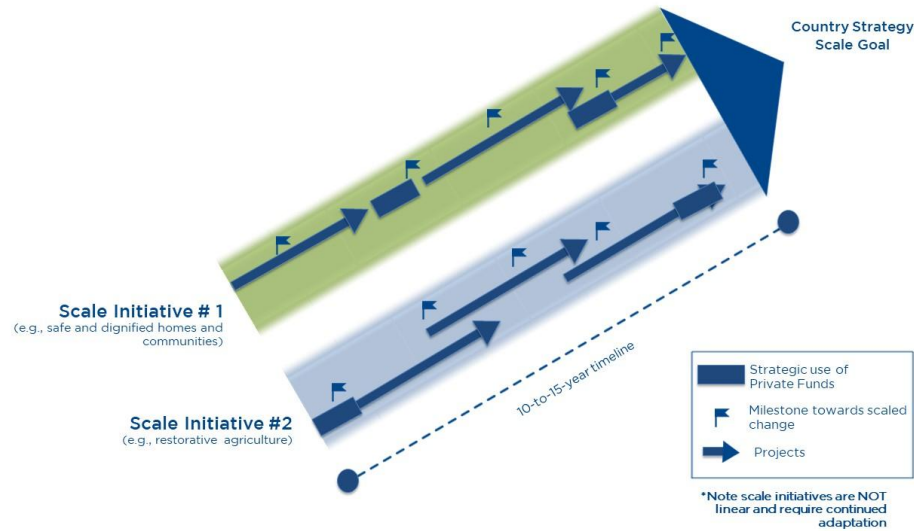 Country Strategy
Scale Goal
Scale Initiative # 1
(e.g., safe and dignified homes and
communities)
Scale Initiative #2
(e.g., restorative agriculture)
10-to-15-year timeline
Strategic use of
Private Funds
Milestone towards scaled
change
Projects
*Note scale initiatives are NOT
linear and require continued
adaptation